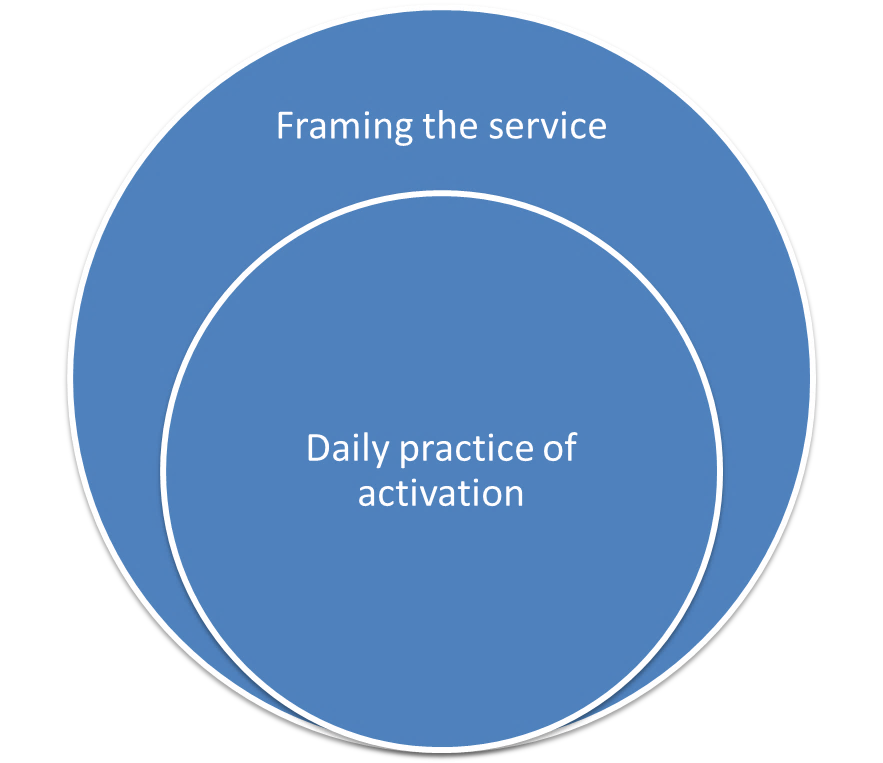 Framing the service
Daily practice of
activation